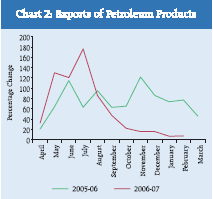 Chart 2: Exports of Petroleum Products
Percentage Change
200
180
160
140
120
100
80
60
40
20
0
April
May
June
July
August
September
October
November
December
January
February
March
2005-06
2006-07